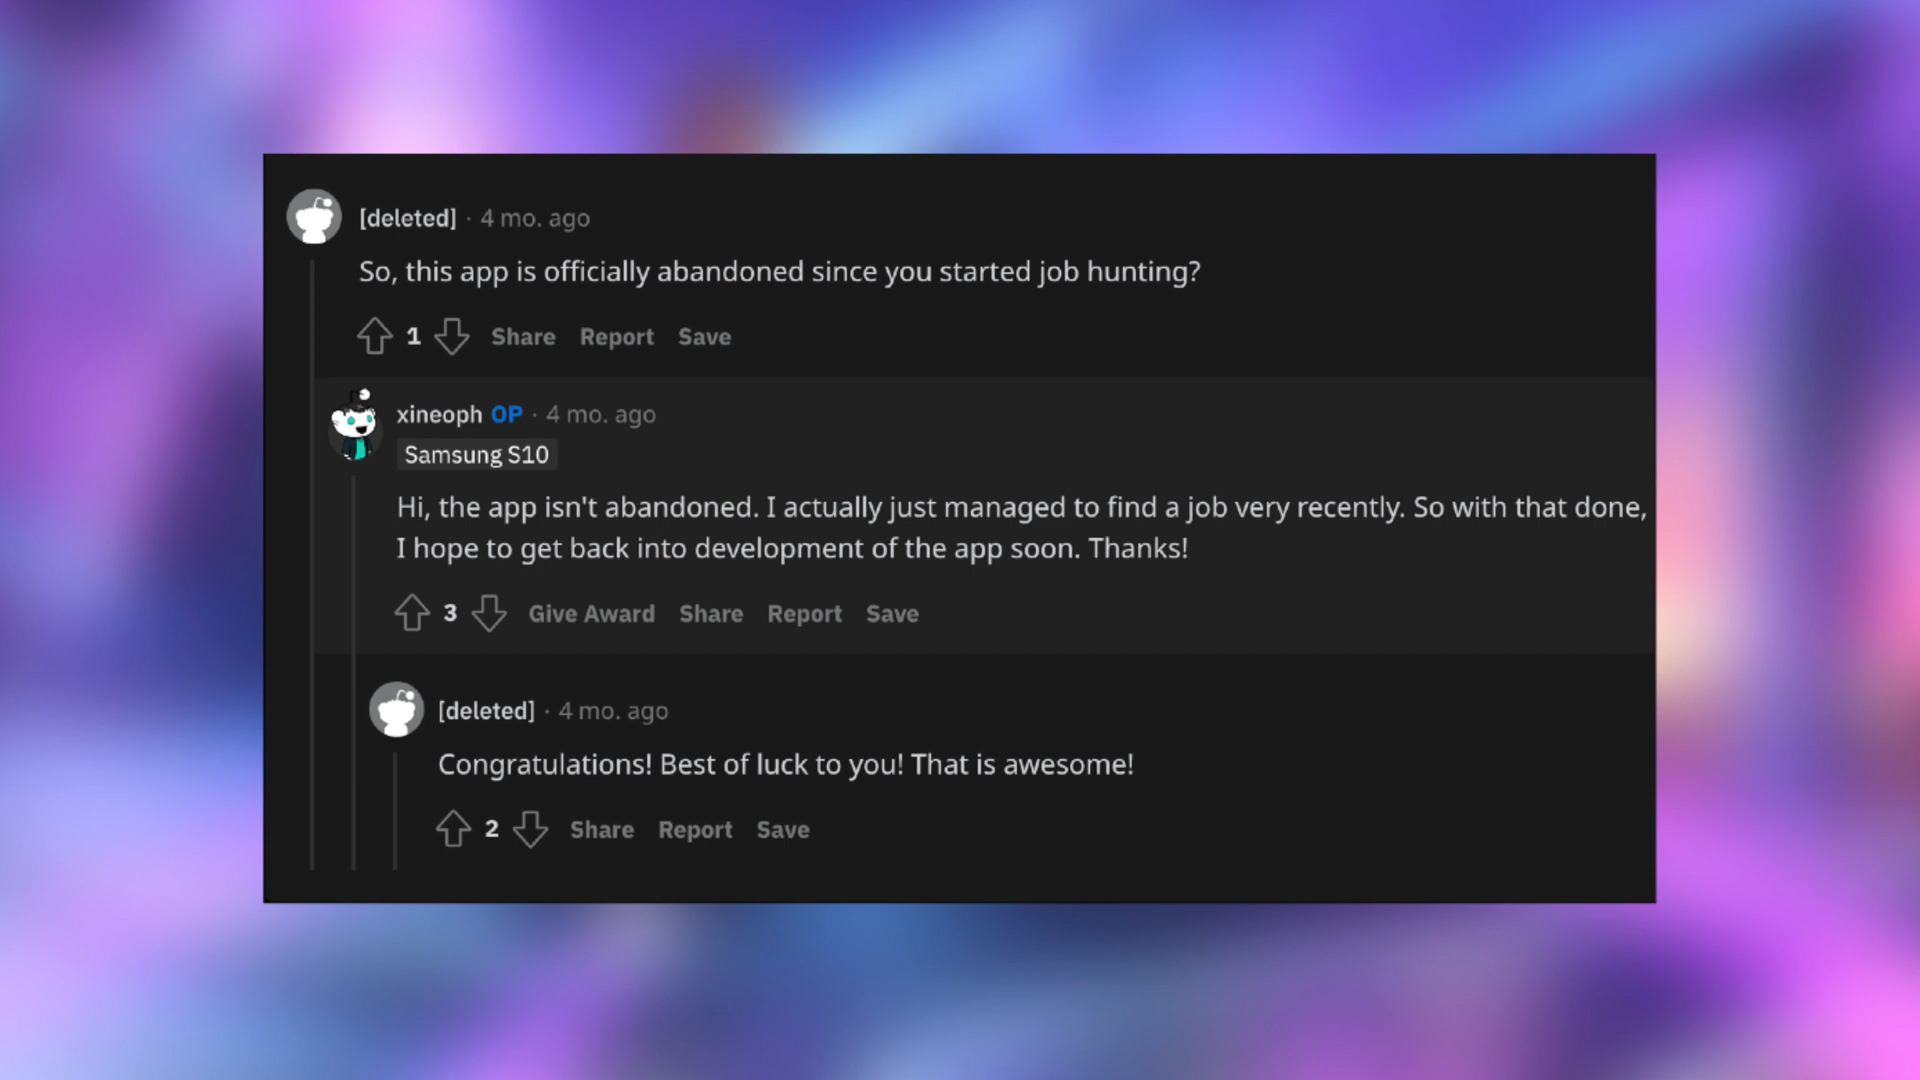 [deleted] · 4 mo. ago
So, this app is officially abandoned since you started job hunting?
1 Share Report Save
xineoph OP · 4 mo. ago
Samsung S10
Hi, the app isn't abandoned. I actually just managed to find a job very recently. So with that done,
I hope to get back into development of the app soon. Thanks!
3 Give Award Share Report Save
[deleted] · 4 mo. ago
Congratulations! Best of luck to you! That is awesome!
2 Share Report Save